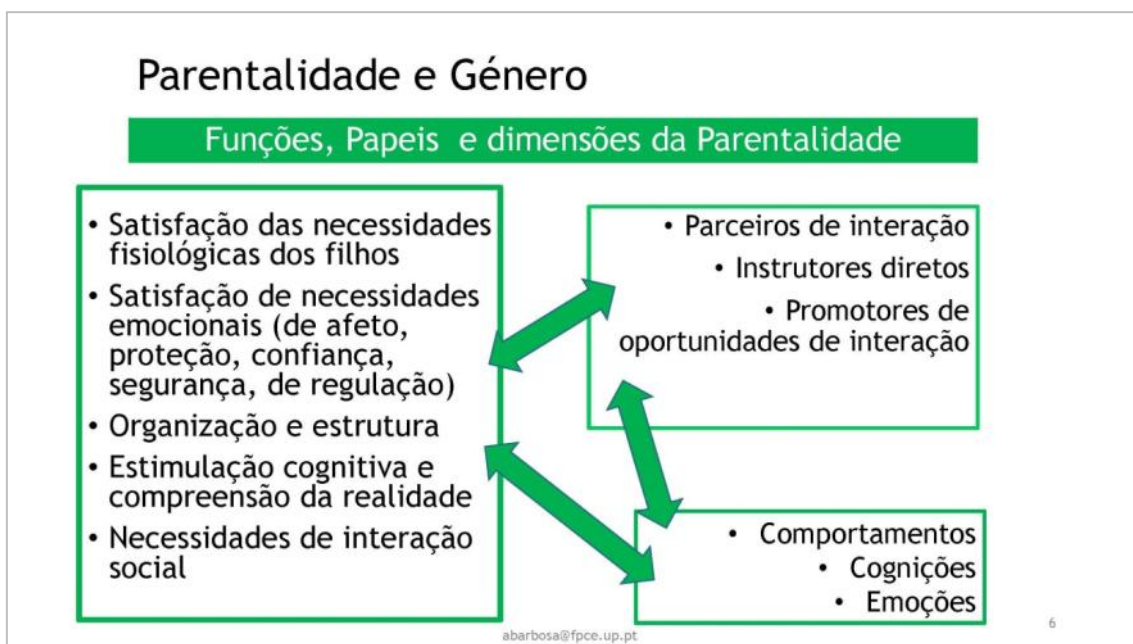 Parentalidade e Género
Funções, Papeis e dimensões da Parentalidade
• Satisfação das necessidades
fisiológicas dos filhos
• Satisfação de necessidades
emocionais (de afeto,
proteção, confiança,
segurança, de regulação)
• Organização e estrutura
• Estimulação cognitiva e
compreensão da realidade
• Necessidades de interação
social
• Parceiros de interação
• Instrutores diretos
• Promotores de
oportunidades de interação
• Comportamentos
• Cognições
• Emoções
abarbosa@fpce.up.pt
6